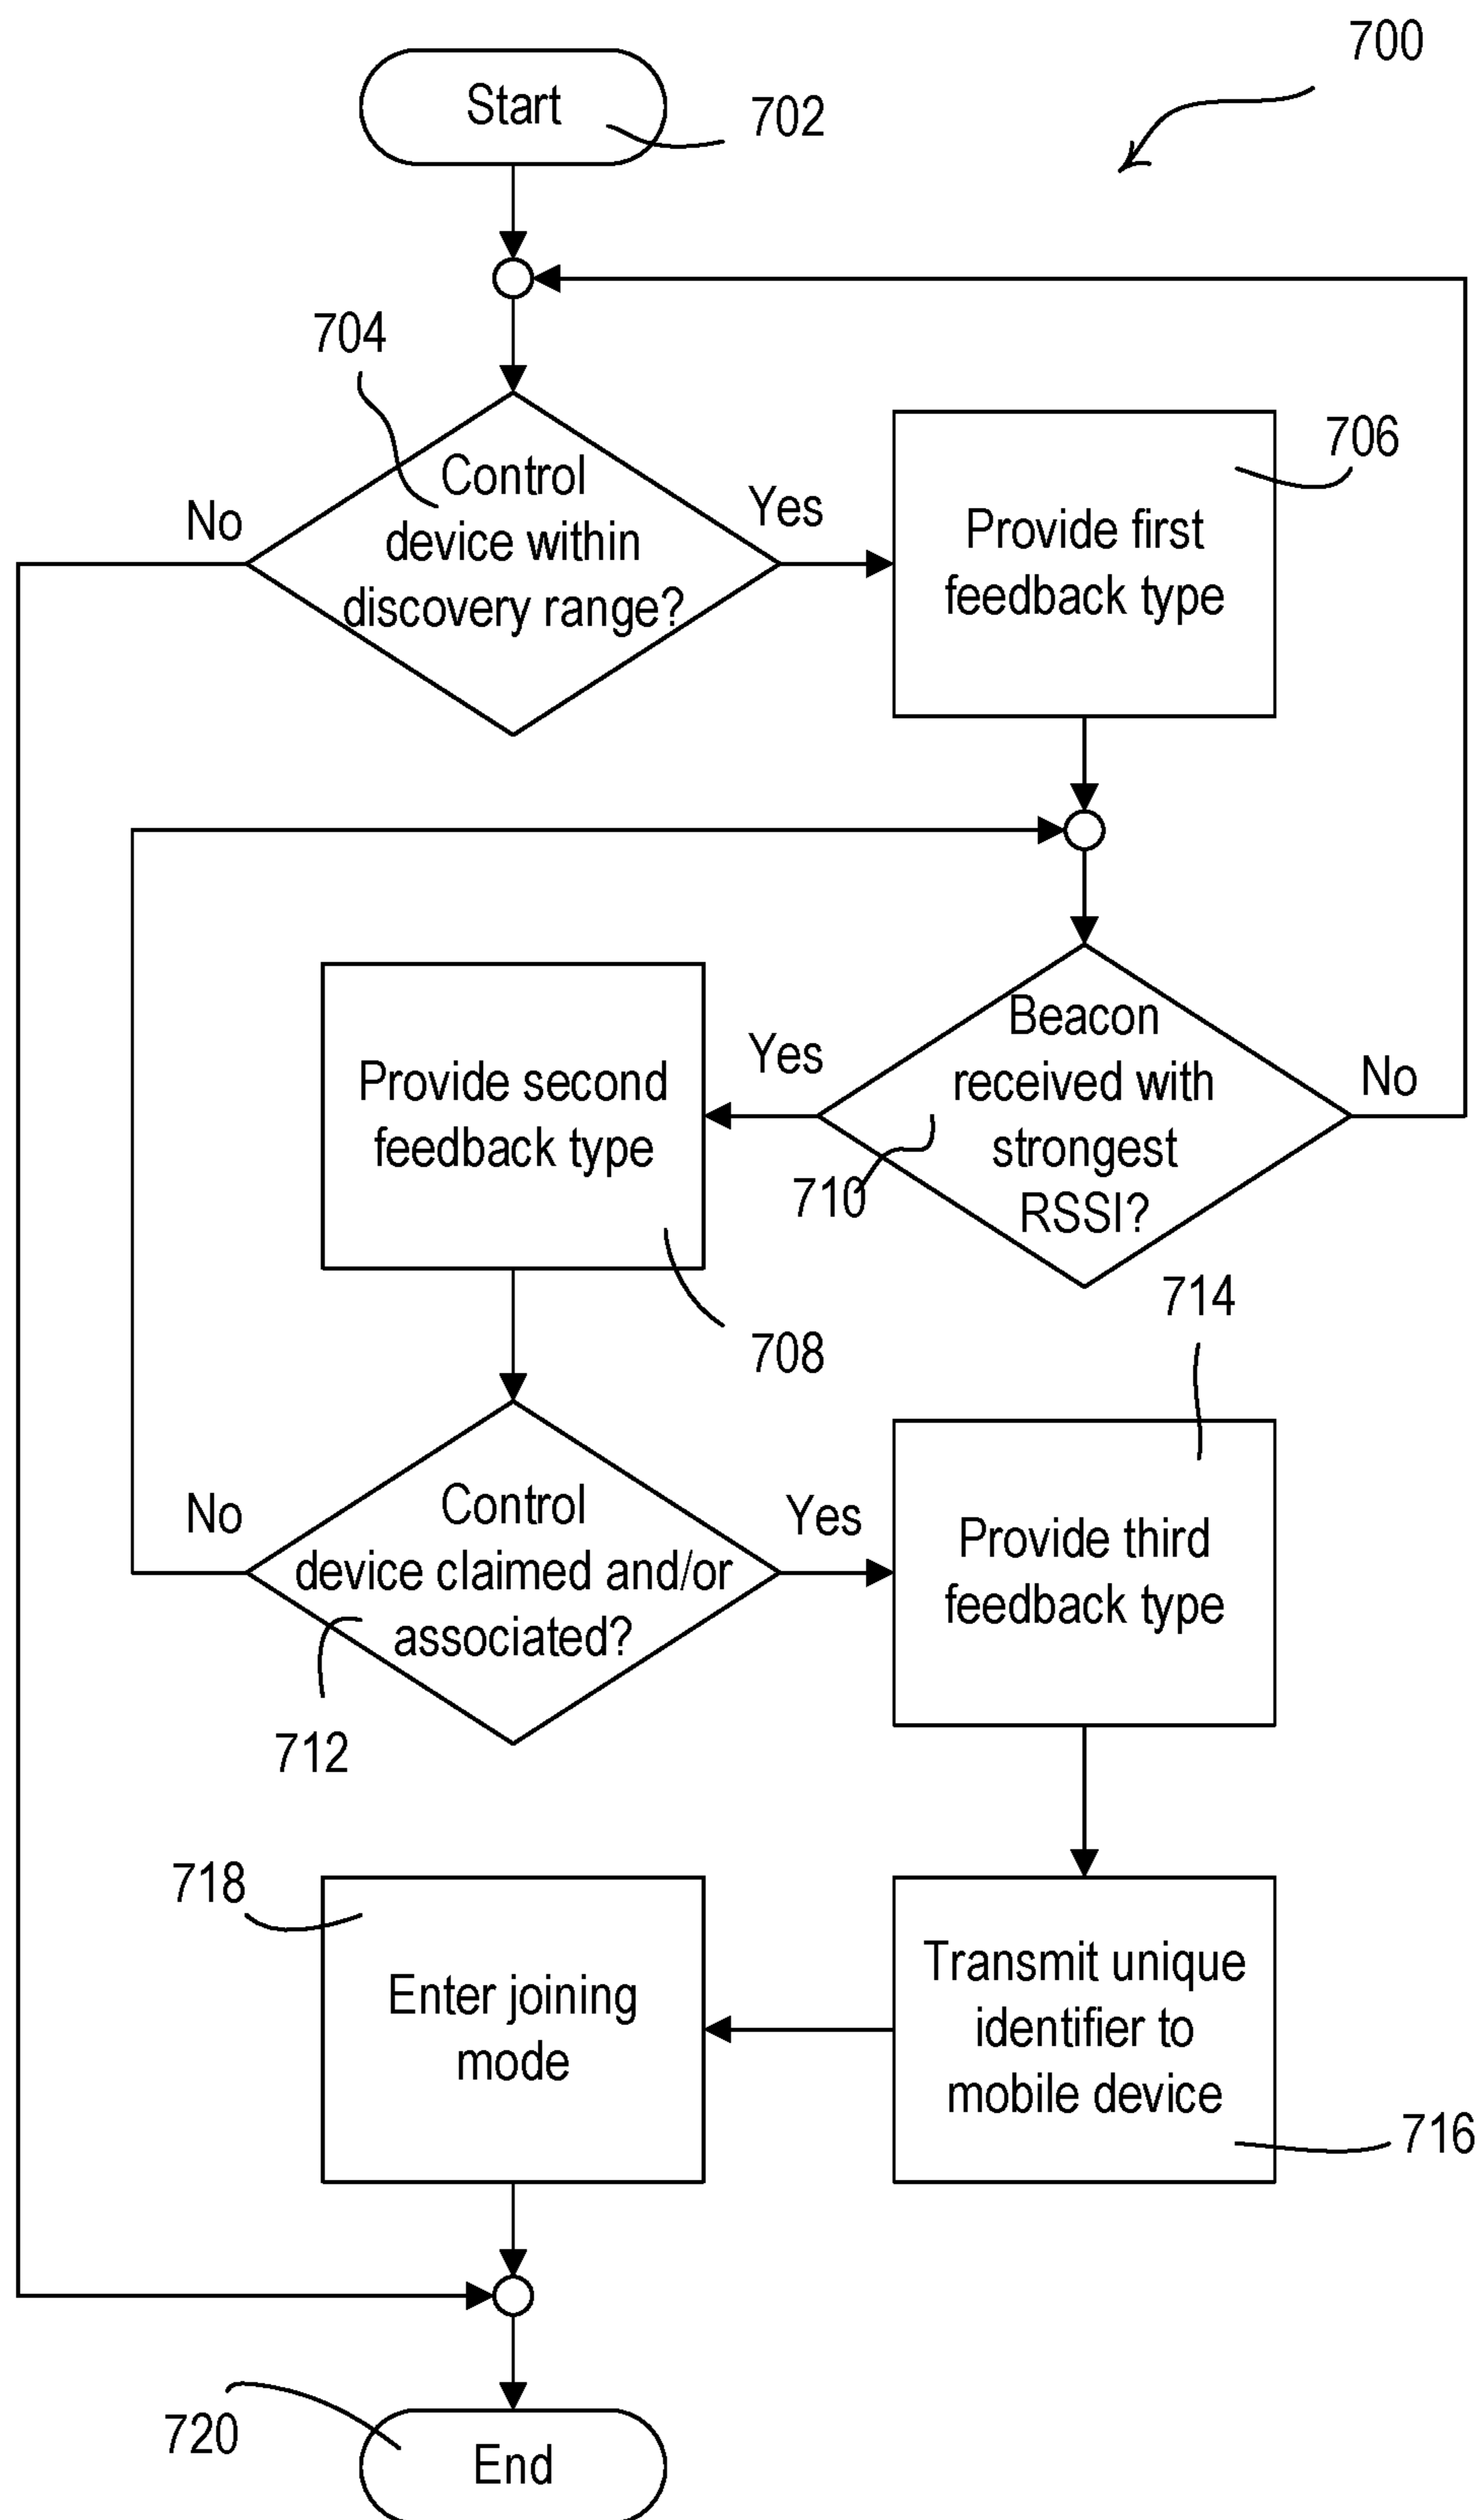 700
Start
702
704
Control
device within
discovery range?
No
Yes
Provide first
feedback type
706
Beacon
received with
strongest
RSSI?
Yes
No
710
Provide second
feedback type
708
Control
device claimed and/or
associated?
No
Yes
712
714
Provide third
feedback type
Transmit unique
identifier to
mobile device
716
718
Enter joining
mode
720
End